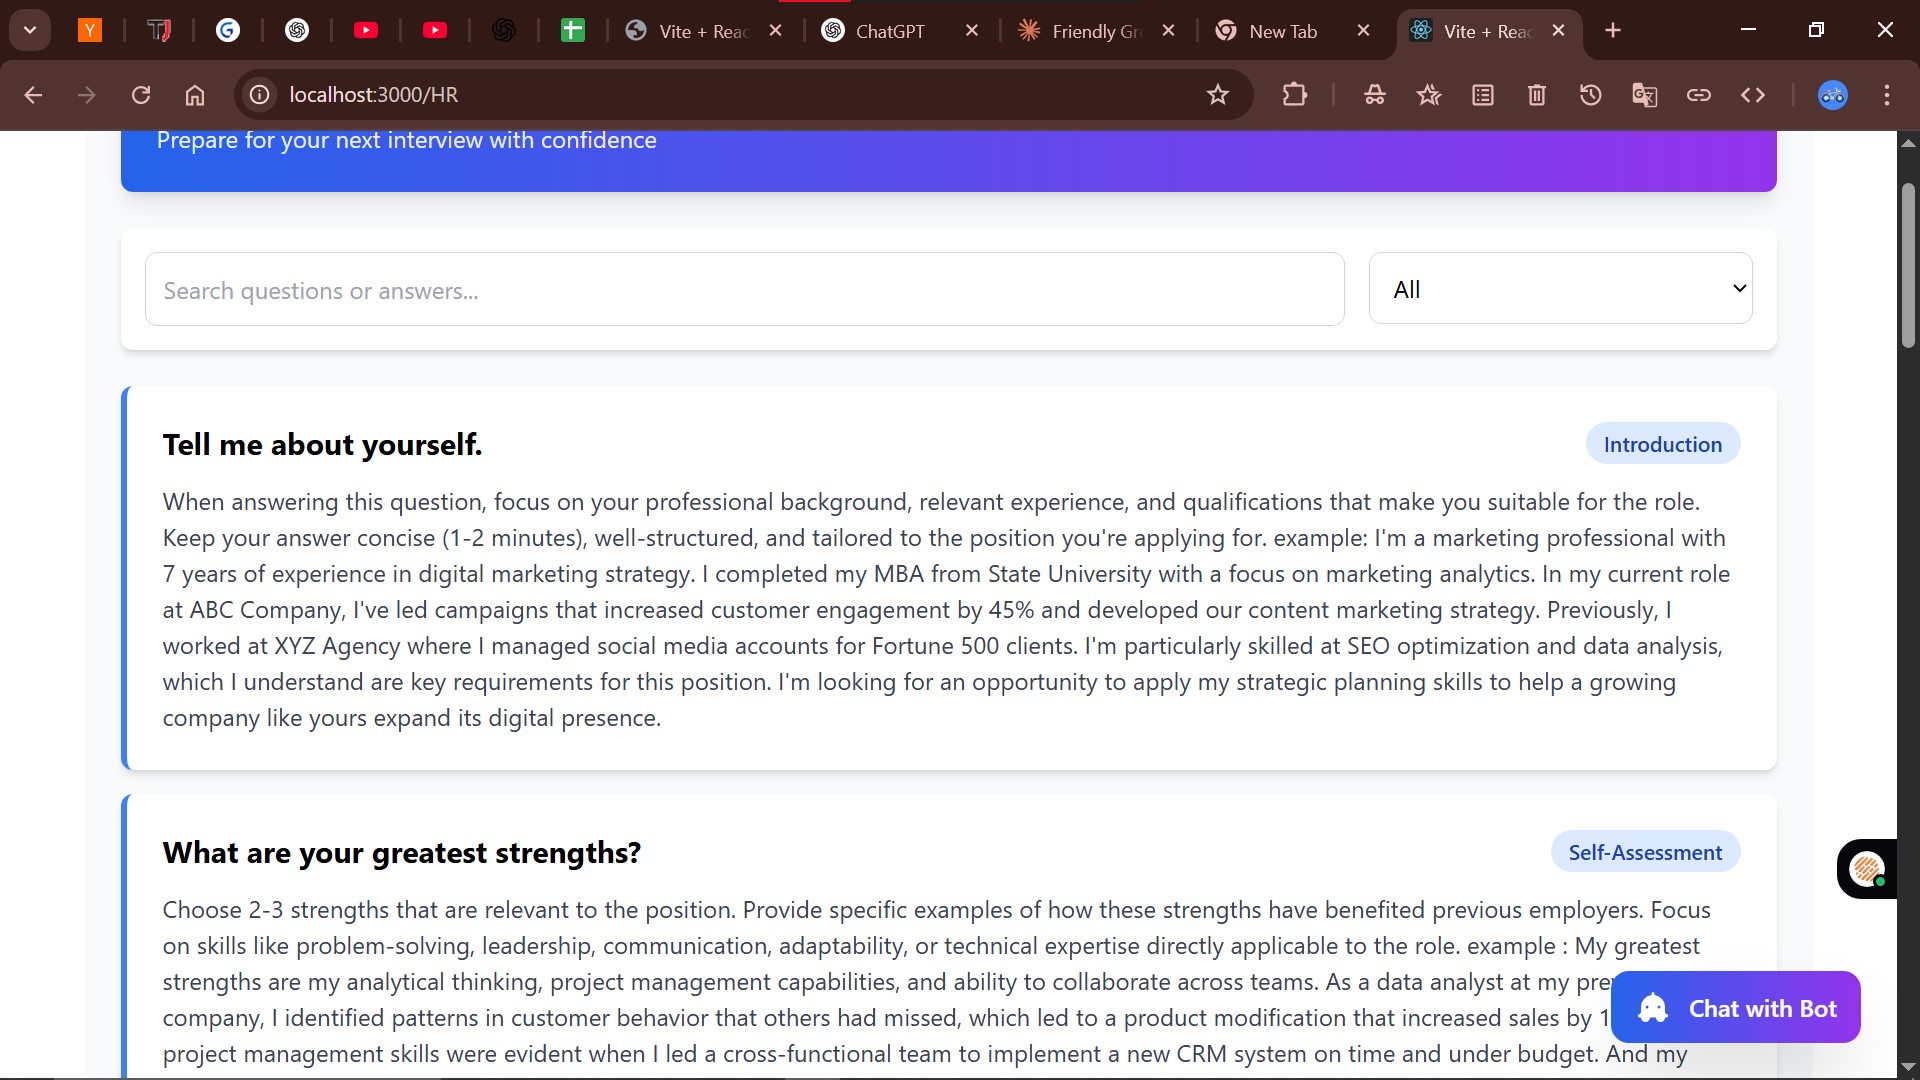 Y
TJ
G
Vite + Reac
ChatGPT
Friendly Gr
New Tab
Vite + Reac
localhost:3000/HR
Prepare for your next interview with confidence
Search questions or answers...
All
Tell me about yourself.
Introduction
When answering this question, focus on your professional background, relevant experience, and qualifications that make you suitable for the role.
Keep your answer concise (1-2 minutes), well-structured, and tailored to the position you're applying for. example: I'm a marketing professional with
7 years of experience in digital marketing strategy. I completed my MBA from State University with a focus on marketing analytics. In my current role
at ABC Company, I've led campaigns that increased customer engagement by 45% and developed our content marketing strategy. Previously, I
worked at XYZ Agency where I managed social media accounts for Fortune 500 clients. I'm particularly skilled at SEO optimization and data analysis,
which I understand are key requirements for this position. I'm looking for an opportunity to apply my strategic planning skills to help a growing
company like yours expand its digital presence.
What are your greatest strengths?
Self-Assessment
Choose 2-3 strengths that are relevant to the position. Provide specific examples of how these strengths have benefited previous employers. Focus
on skills like problem-solving, leadership, communication, adaptability, or technical expertise directly applicable to the role. example : My greatest
strengths are my analytical thinking, project management capabilities, and ability to collaborate across teams. As a data analyst at my pre
company, I identified patterns in customer behavior that others had missed, which led to a product modification that increased sales by 1
project management skills were evident when I led a cross-functional team to implement a new CRM system on time and under budget. And my
Chat with Bot